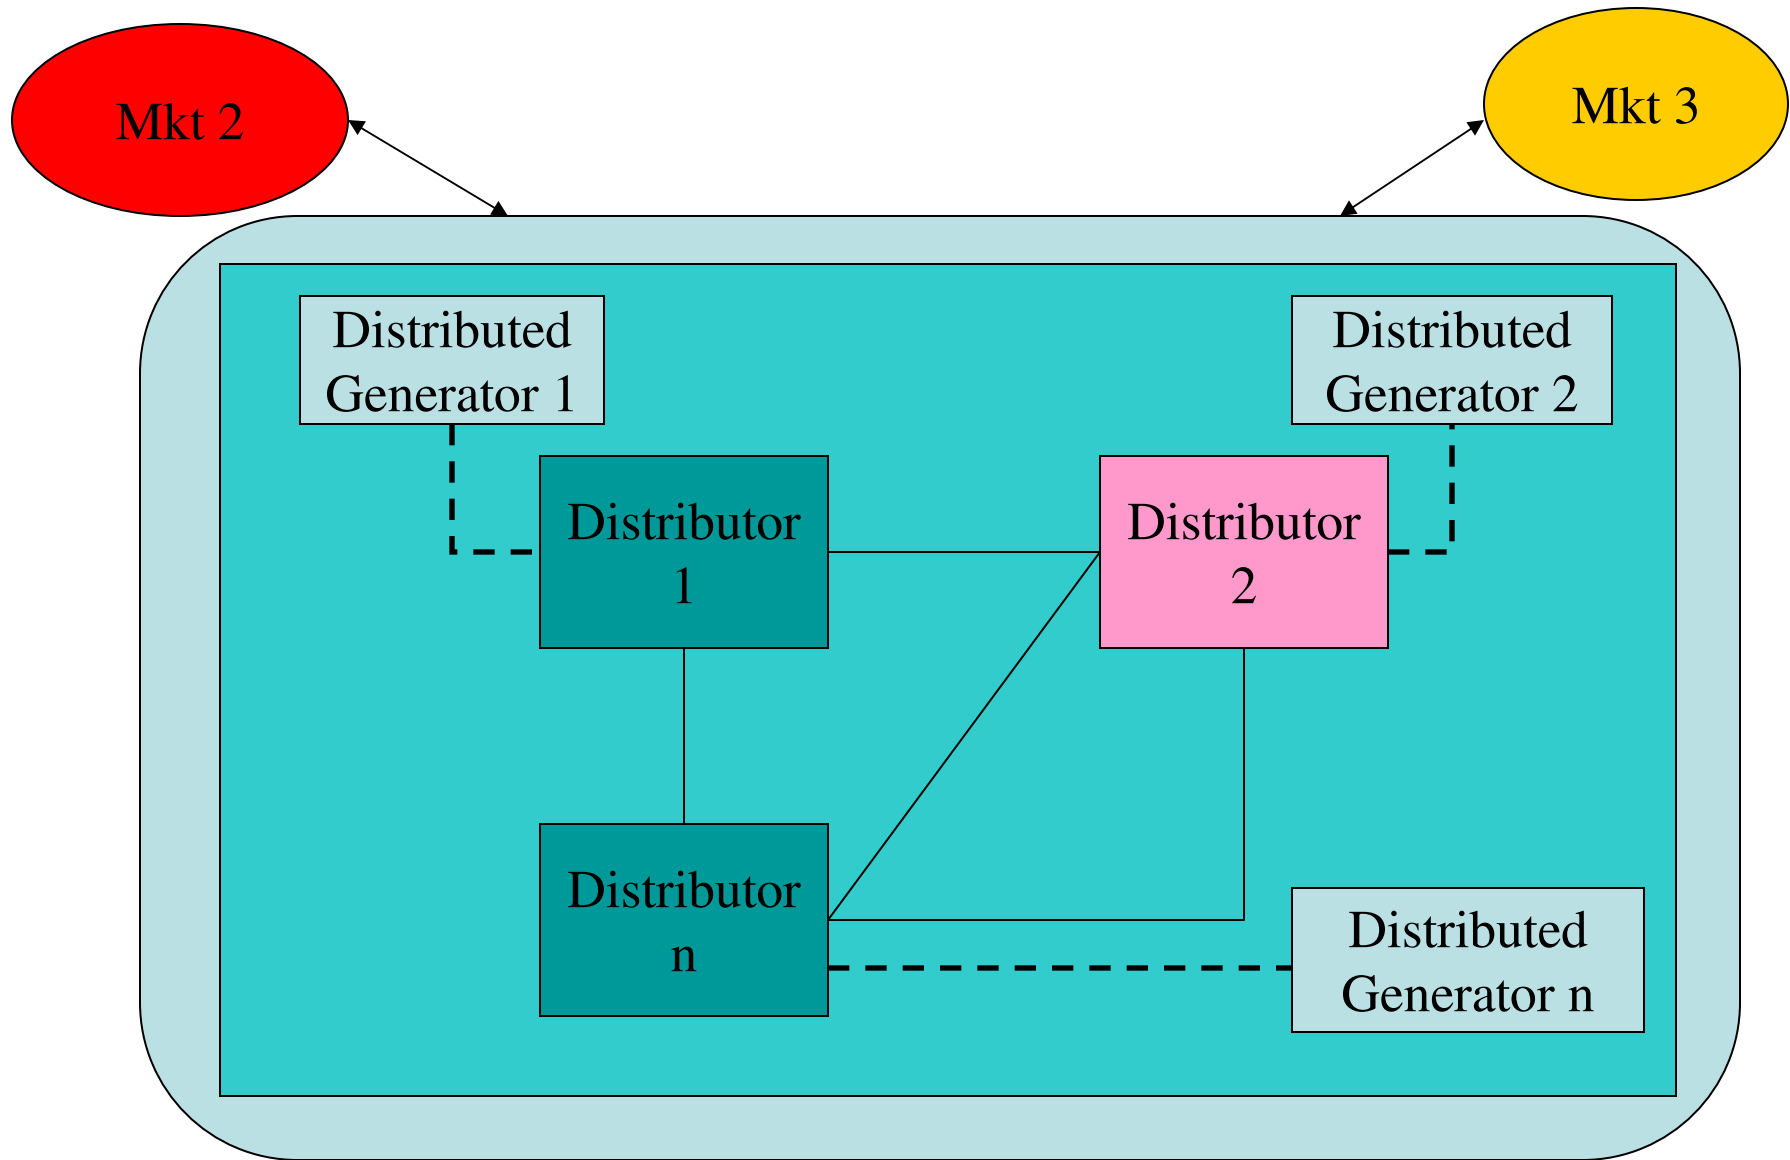 Mkt 2
Mkt 3
Distributed
Generator 1
Distributed
Generator 2
Distributor
1
Distributor
2
Distributor
n
Distributed
Generator n